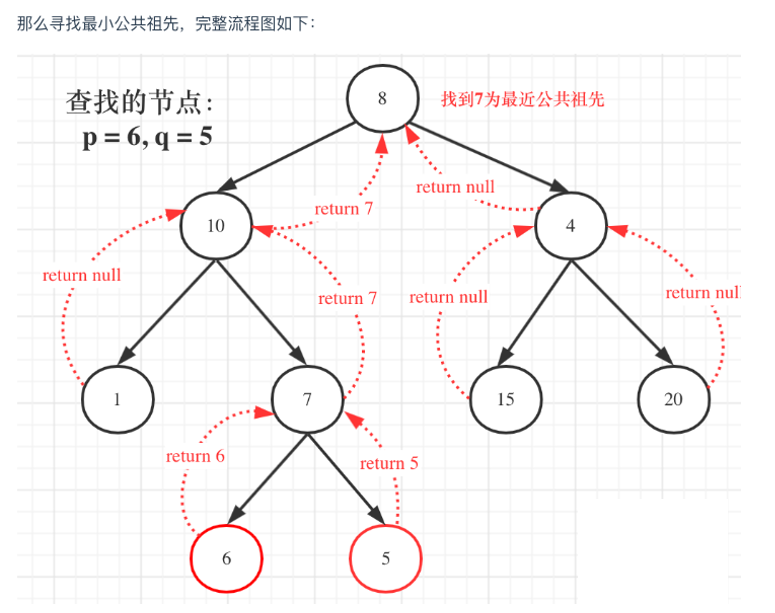 那么寻找最小公共祖先，完整流程图如下：
查找的节点：
p = 6, q = 5
8
找到7为最近公共祖先
return null
return 7
10
4
return null
return 7
return null
return null
1
7
15
20
return 6
return 5
6
5